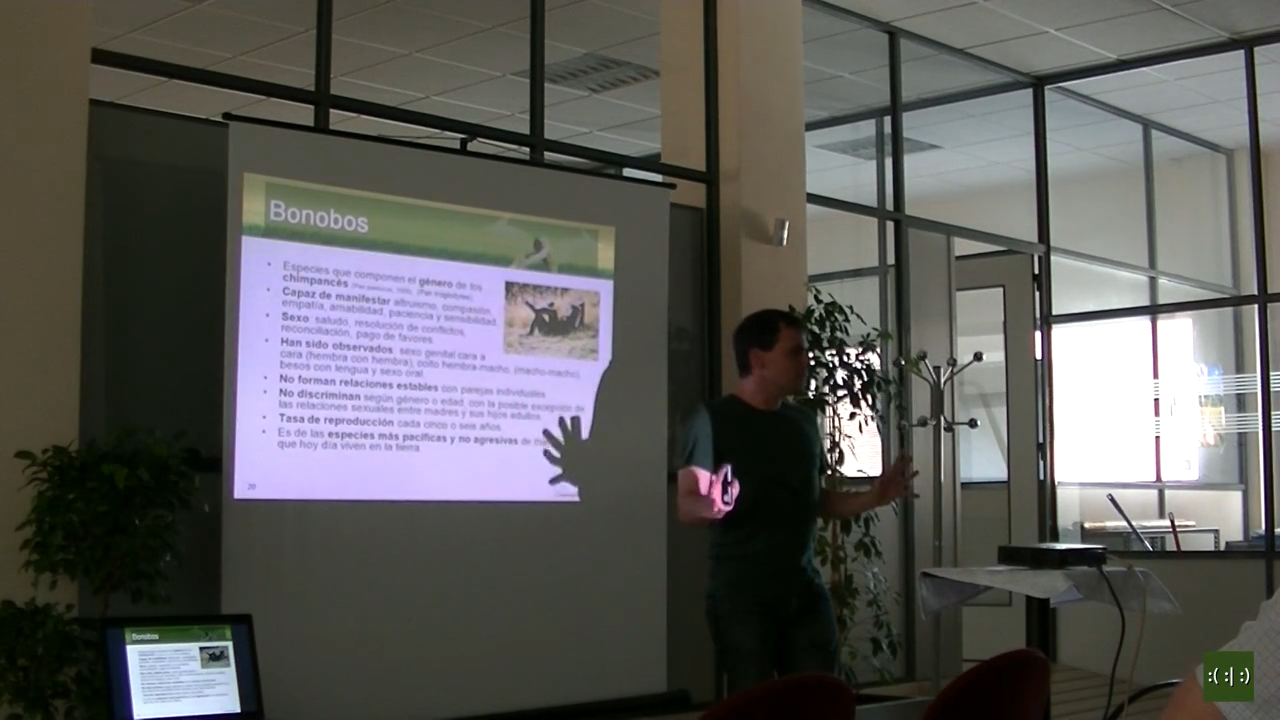 Bonobos
• Especies que componen el género de los
chimpancés
• Capaz de manifestar altruismo, compasión,
empatía, amabilidad, paciencia y sensibilidad.
• Sexo: saludo, resolución de conflictos,
reconciliación, pago de favores.
• Han sido observados: sexo genital cara a
cara (hembra con hembra), coito hembra-macho, (macho-macho),
besos con lengua y sexo oral.
• No forman relaciones estables con parejas individuales
• No discriminan según género o edad, con la posible excepción de
las relaciones sexuales entre madres y sus hijos adultos
• Tasa de reproducción cada cinco o seis años.
• Es de las especies más pacíficas y no agresivas de
que hoy día viven en la tierra
20
Bonobos
:( :| :)